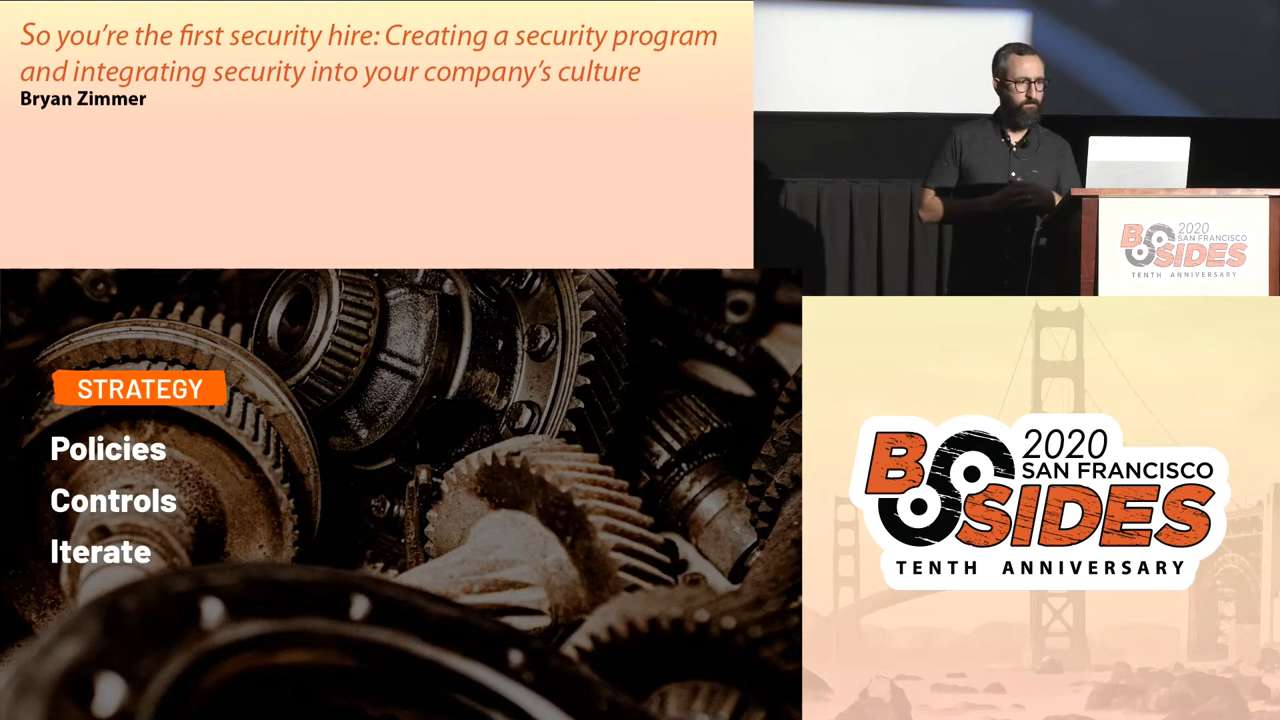 So you’re the first security hire: Creating a security program
and integrating security into your company’s culture
Bryan Zimmer
2020
SAN FRANCISCO
BSIDES
TENTH ANNIVERSARY
STRATEGY
Policies
Controls
Iterate
2020
SAN FRANCISCO
BSIDES
TENTH ANNIVERSARY